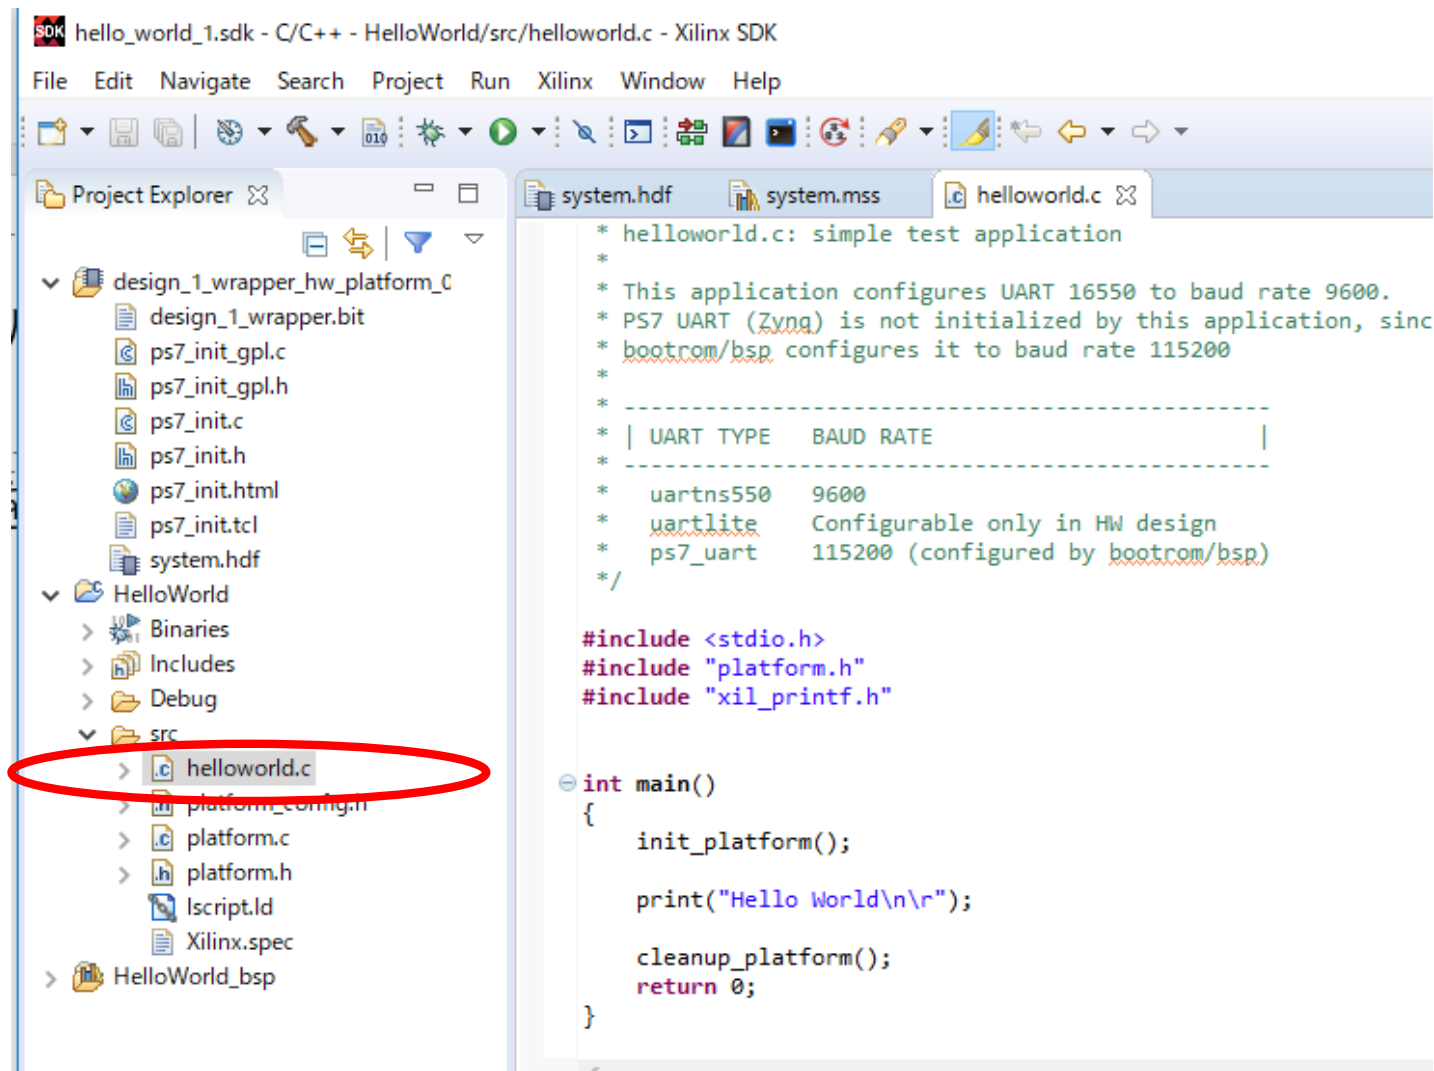 SDK hello_world_1.sdk - C/C++ - HelloWorld/src/helloworld.c - Xilinx SDK
File Edit Navigate Search Project Run Xilinx Window Help
010
Project Explorer
design_1_wrapper_hw_platform_0
design_1_wrapper.bit
ps7_init_gpl.c
ps7_init_gpl.h
ps7_init.c
ps7_init.h
ps7_init.html
ps7_init.tcl
system.hdf
HelloWorld
Binaries
Includes
Debug
src
helloworld.c
platform_config.h
platform.c
platform.h
lscript.ld
Xilinx.spec
HelloWorld_bsp
system.hdf system.mss helloworld.c
* helloworld.c: simple test application
*
* This application configures UART 16550 to baud rate 9600.
* PS7 UART (Zynq) is not initialized by this application, sinc
* bootrom/bsp configures it to baud rate 115200
*
* ------------------------------------------------
* | UART TYPE   BAUD RATE                        |
* ------------------------------------------------
*   uartns550   9600
*   uartlite    Configurable only in HW design
*   ps7_uart    115200 (configured by bootrom/bsp)
*/
#include <stdio.h>
#include "platform.h"
#include "xil_printf.h"
int main()
{
init_platform();
print("Hello World\n\r");
cleanup_platform();
return 0;
}